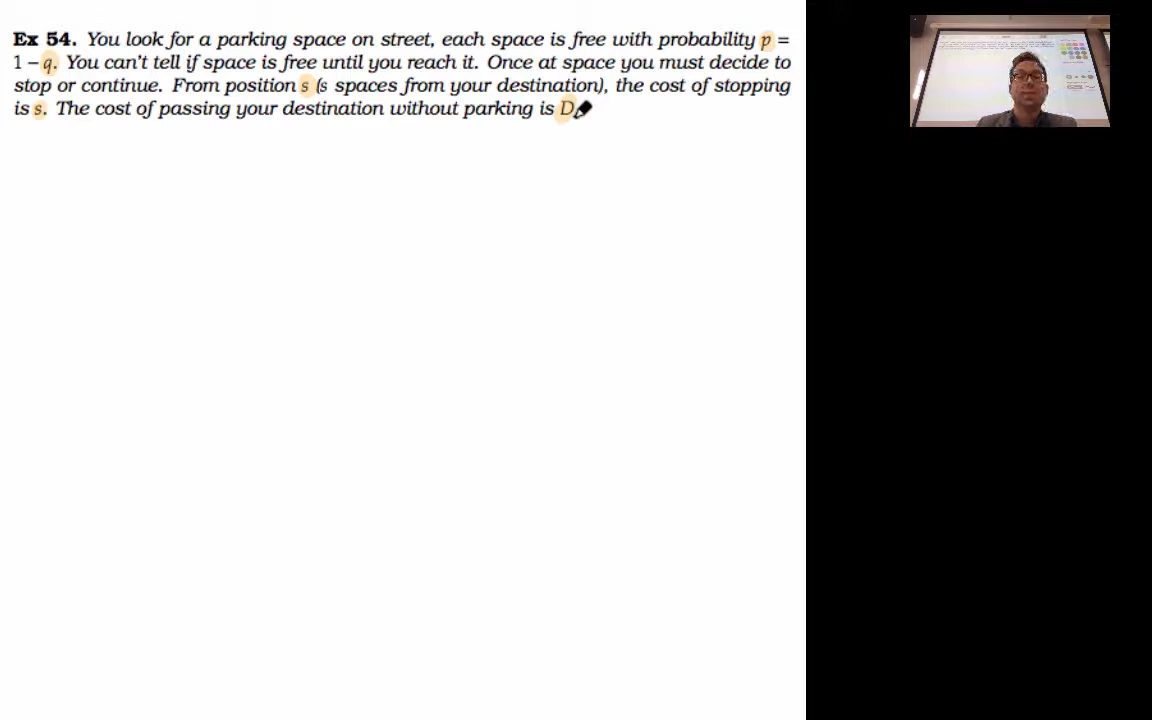 Ex 54. You look for a parking space on street, each space is free with probability p =
1 − q. You can't tell if space is free until you reach it. Once at space you must decide to
stop or continue. From position s (s spaces from your destination), the cost of stopping
is s. The cost of passing your destination without parking is D